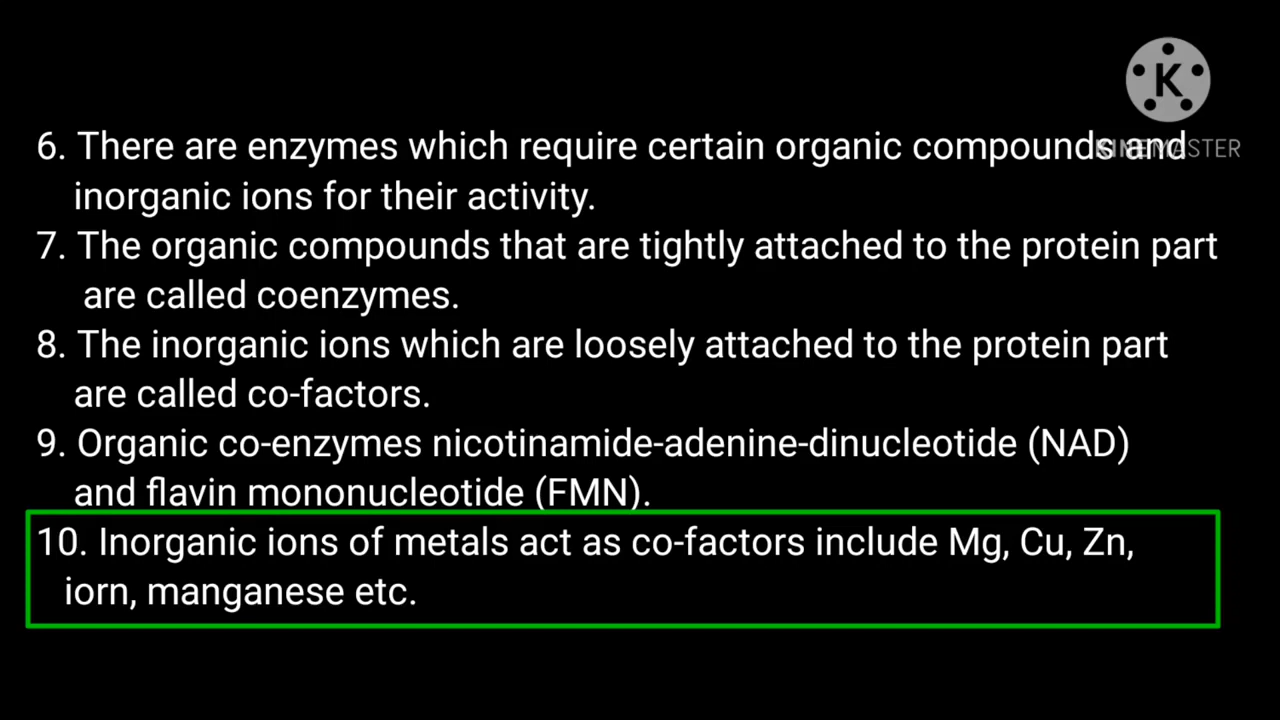 K
KINEMASTER
6. There are enzymes which require certain organic compounds and
inorganic ions for their activity.
7. The organic compounds that are tightly attached to the protein part
are called coenzymes.
8. The inorganic ions which are loosely attached to the protein part
are called co-factors.
9. Organic co-enzymes nicotinamide-adenine-dinucleotide (NAD)
and flavin mononucleotide (FMN).
10. Inorganic ions of metals act as co-factors include Mg, Cu, Zn,
iorn, manganese etc.